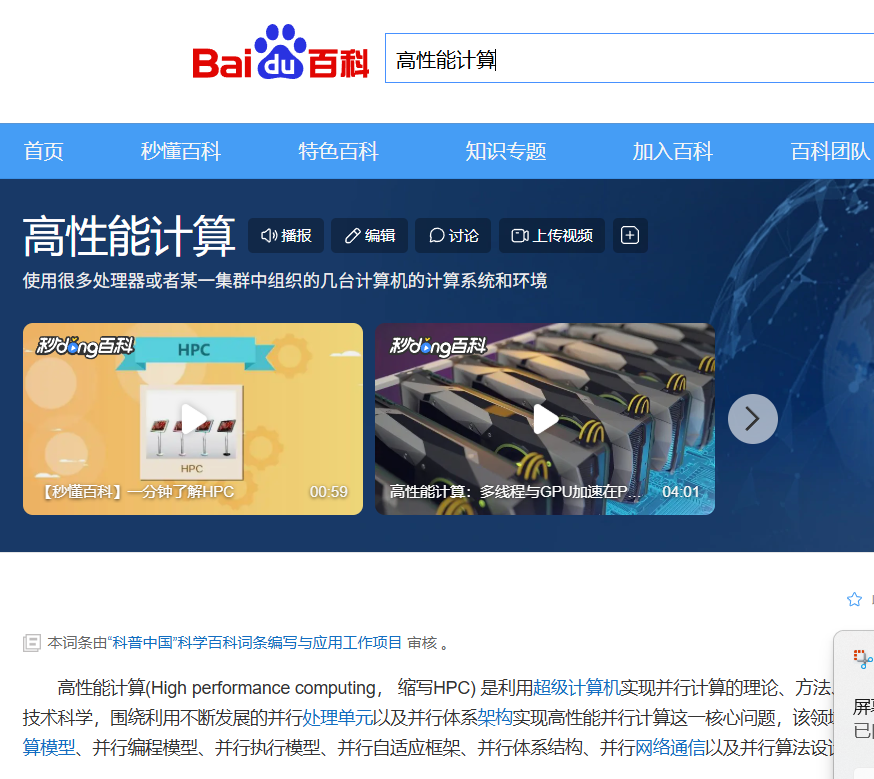 Bai du 百科
高性能计算
首页 秒懂百科 特色百科 知识专题 加入百科 百科团队
高性能计算 播报 编辑 讨论 上传视频
使用很多处理器或者某一集群中组织的几台计算机的计算系统和环境
秒dong百科
HPC
HPC
【秒懂百科】一分钟了解HPC 00:59
秒dong百科
高性能计算：多线程与GPU加速在P... 04:01
本词条由“科普中国”科学百科词条编写与应用工作项目 审核 。
高性能计算(High performance computing， 缩写HPC) 是利用超级计算机实现并行计算的理论、方法、
技术科学，围绕利用不断发展的并行处理单元以及并行体系架构实现高性能并行计算这一核心问题，该领
算模型、并行编程模型、并行执行模型、并行自适应框架、并行体系结构、并行网络通信以及并行算法设
屏
已